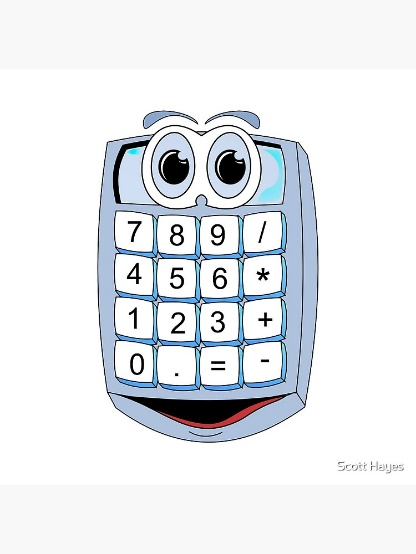 7 8 9 /
4 5 6 *
1 2 3 +
0 . = -
Scott Hayes